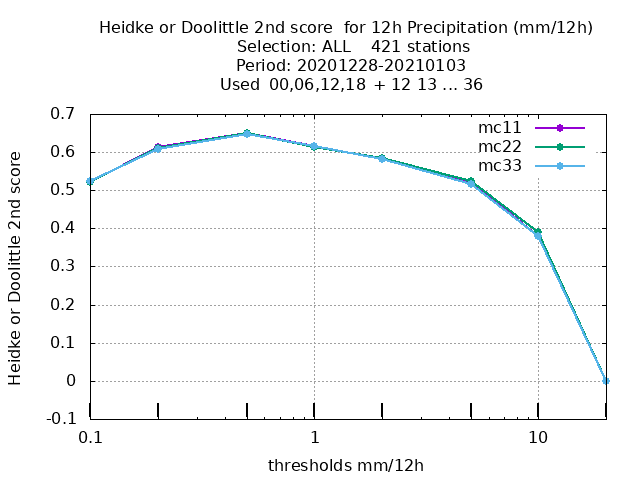 Heidke or Doolittle 2nd score  for 12h Precipitation (mm/12h)
Selection: ALL    421 stations
Period: 20201228-20210103
Used  00,06,12,18  + 12 13 ... 36
mc11
mc22
mc33
Heidke or Doolittle 2nd score
0.7
0.6
0.5
0.4
0.3
0.2
0.1
0
-0.1
0.1 1 10
thresholds mm/12h